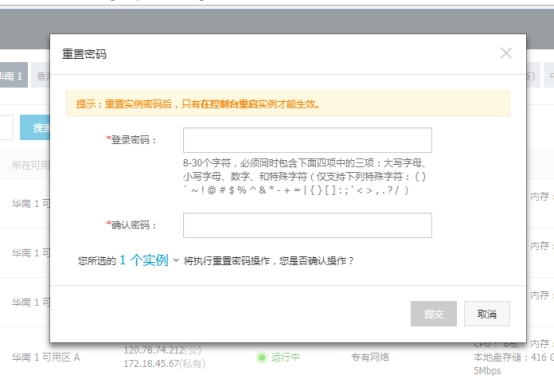 重置密码
华南 1
提示：重置实例密码后，只有在控制台重启实例才能生效。
*登录密码：
8-30个字符，必须同时包含下面四项中的三项：大写字母、
小写字母、数字、和特殊字符（仅支持下列特殊字符：( )
` ~ ! @ # $ % ^ & * - + = | { } [ ] : ; ' < > , . ? / ）
*确认密码：
您所选的 1 个实例 将执行重置密码操作，您是否确认操作？
提交 取消
所在可用
华南 1 可
内存：
华南 1 可
内存：
华南 1 可
内存：
华南 1 可用区 A
120.78.74.212(公)
172.18.45.67(私有)
运行中
专有网络
内存：
本地盘存储：416 G
5Mbps